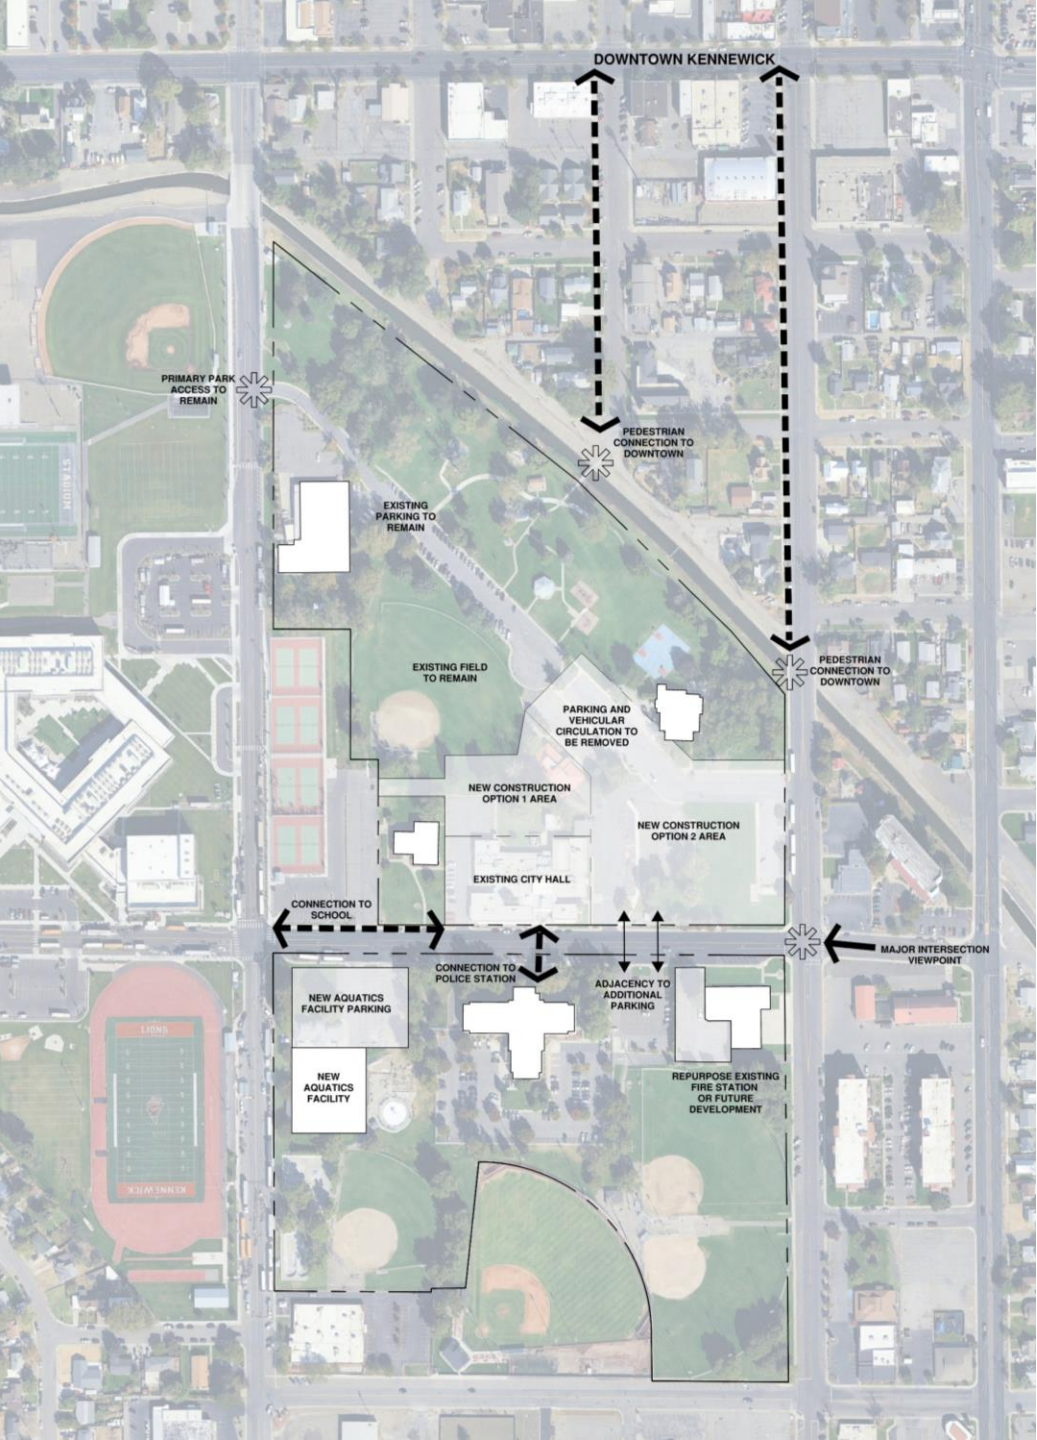 DOWNTOWN KENNEWICK
PRIMARY PARK
ACCESS TO
REMAIN
PEDESTRIAN
CONNECTION TO
DOWNTOWN
STADIUM
EXISTING
PARKING TO
REMAIN
EXISTING FIELD
TO REMAIN
PEDESTRIAN
CONNECTION TO
DOWNTOWN
PARKING AND
VEHICULAR
CIRCULATION TO
BE REMOVED
NEW CONSTRUCTION
OPTION 1 AREA
NEW CONSTRUCTION
OPTION 2 AREA
EXISTING CITY HALL
CONNECTION TO
SCHOOL
MAJOR INTERSECTION
VIEWPOINT
CONNECTION TO
POLICE STATION
ADJACENCY TO
ADDITIONAL
PARKING
NEW AQUATICS
FACILITY PARKING
LIONS
NEW
AQUATICS
FACILITY
REPURPOSE EXISTING
FIRE STATION
OR FUTURE
DEVELOPMENT
KENNEWICK